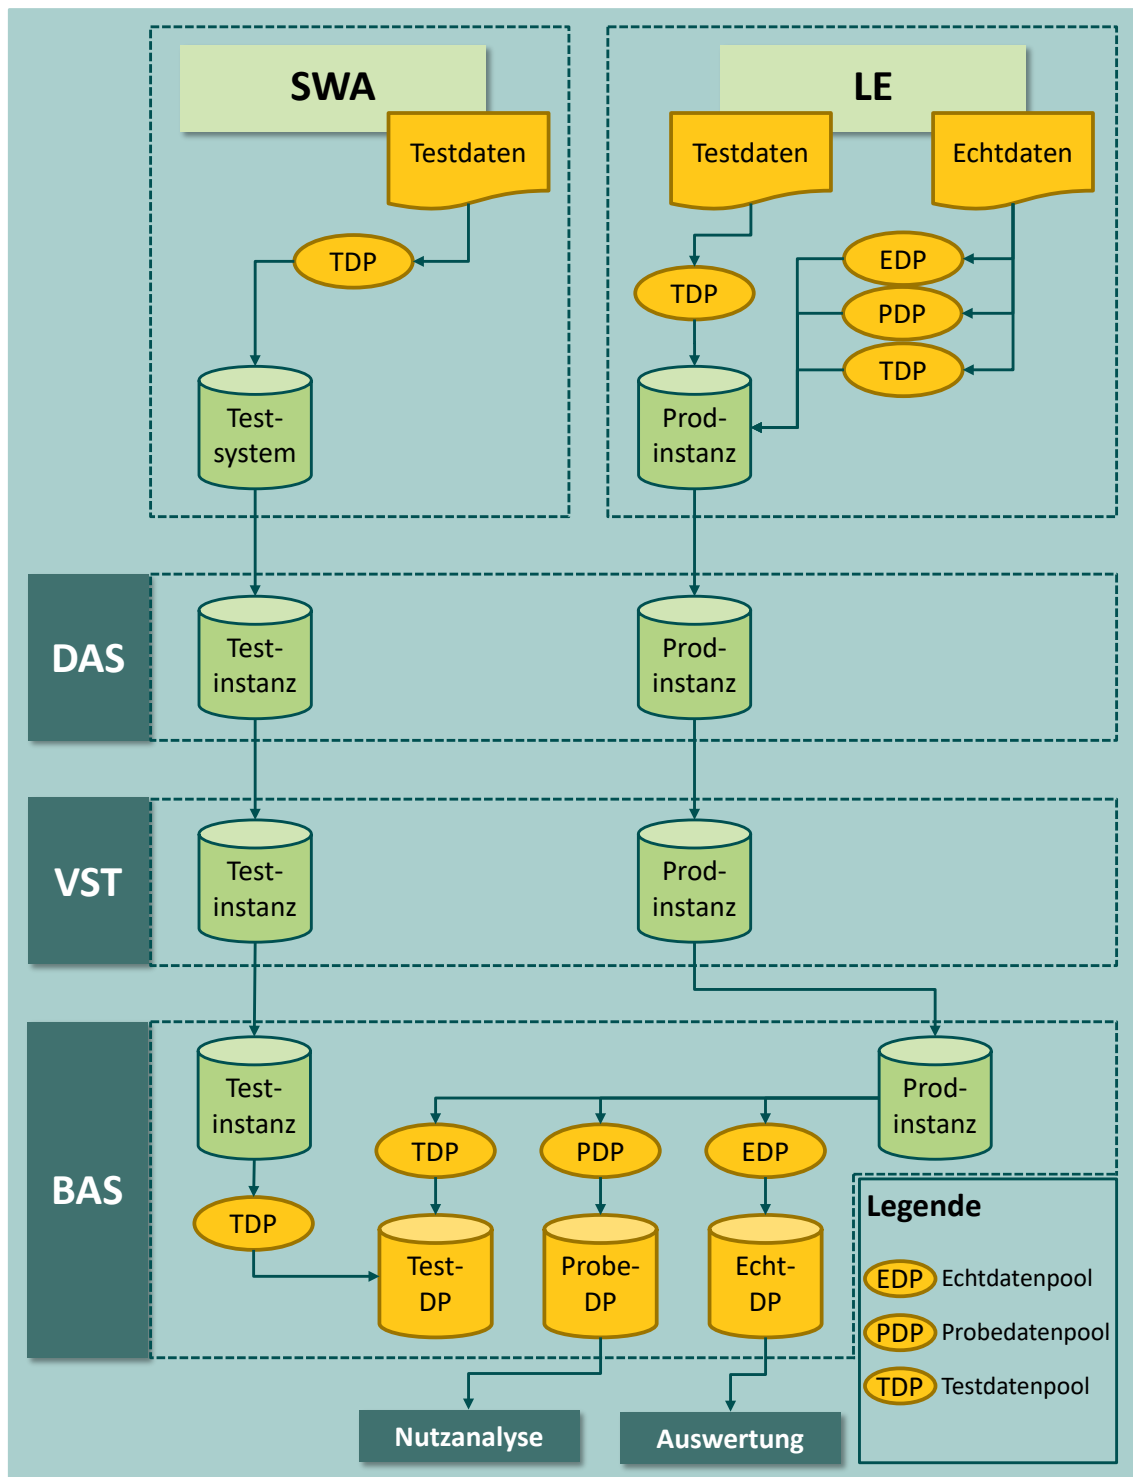 SWA
Testdaten
TDP
Test-
system
LE
Testdaten
Echtdaten
TDP
EDP
PDP
TDP
Prod-
instanz
DAS
Test-
instanz
Prod-
instanz
VST
Test-
instanz
Prod-
instanz
BAS
Test-
instanz
Prod-
instanz
TDP
PDP
EDP
TDP
Test-
DP
Probe-
DP
Echt-
DP
Legende
EDP Echtdatenpool
PDP Probedatenpool
TDP Testdatenpool
Nutzanalyse
Auswertung